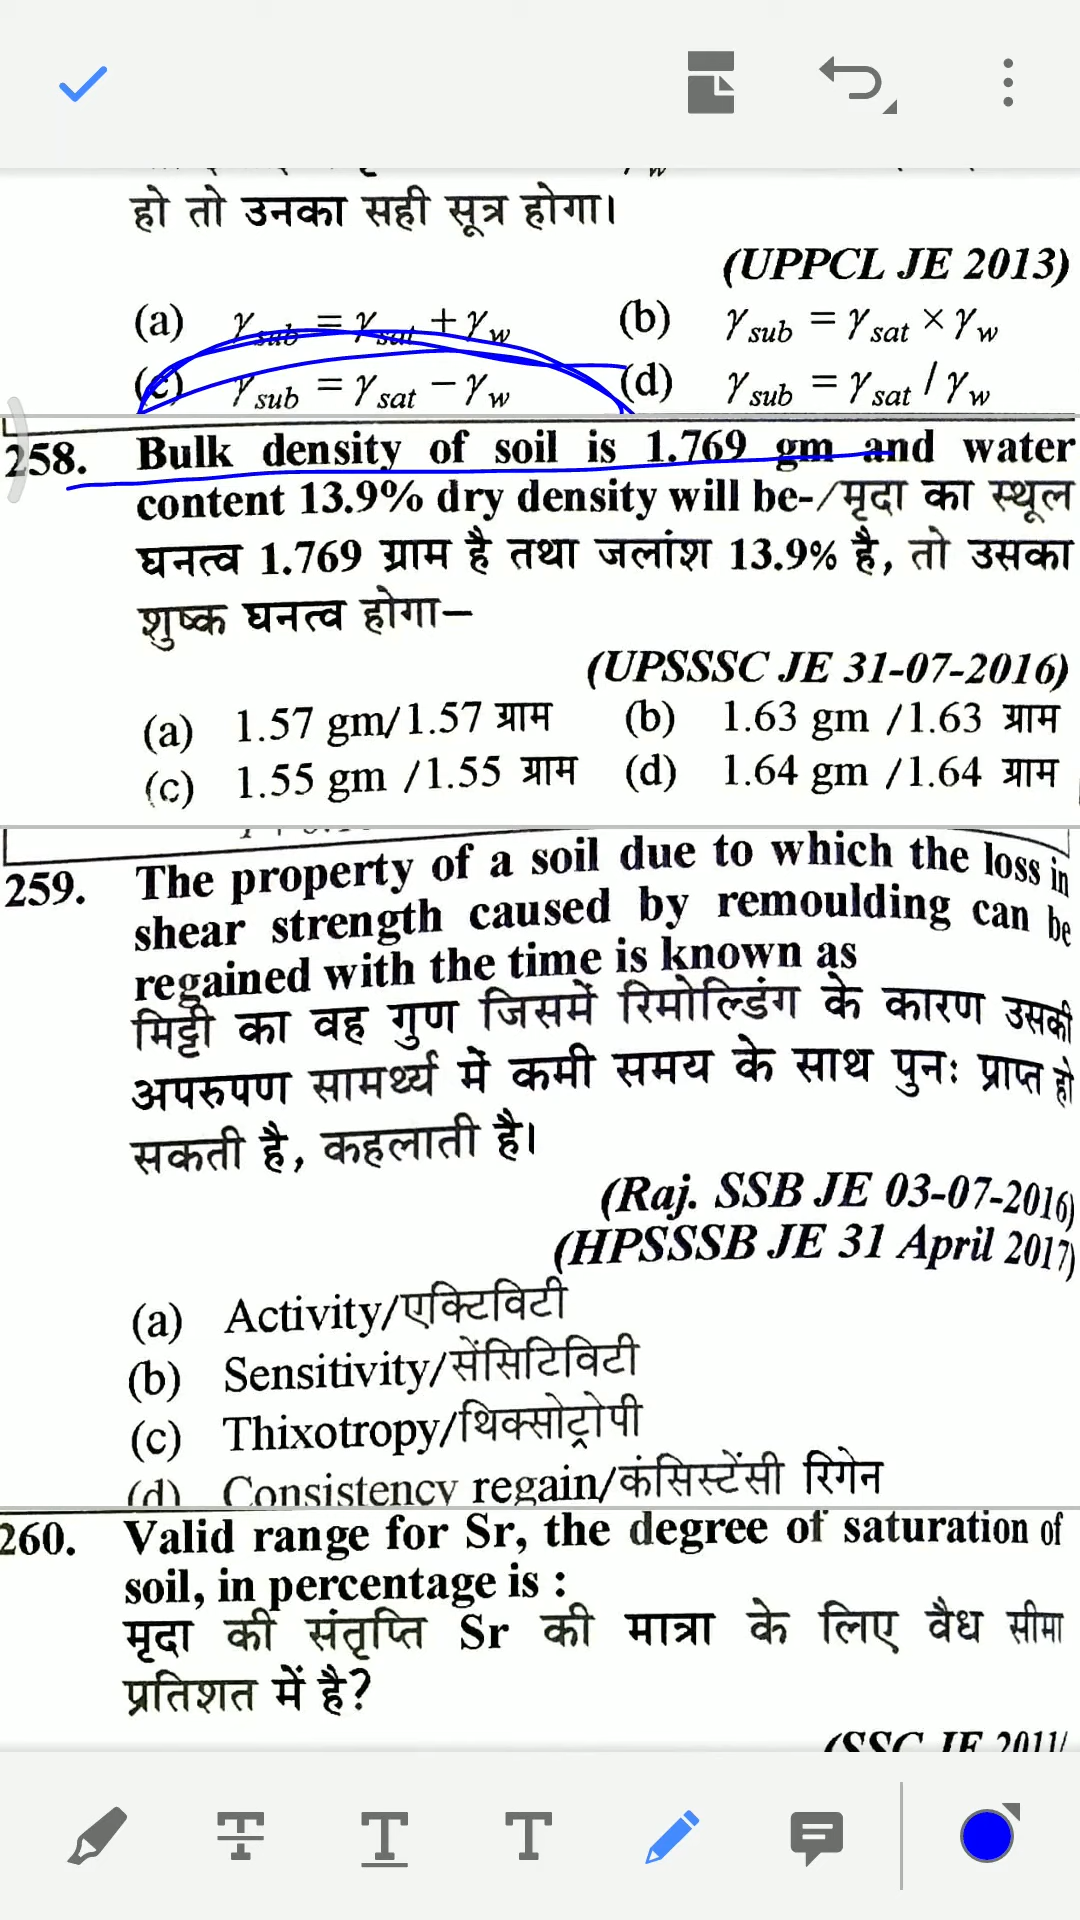 हो तो उनका सही सूत्र होगा।
(UPPCL JE 2013)
(a) γsub = γsat + γw (b) γsub = γsat × γw
(c) γsub = γsat − γw (d) γsub = γsat / γw
258. Bulk density of soil is 1.769 gm and water
content 13.9% dry density will be-/मृदा का स्थूल
घनत्व 1.769 ग्राम है तथा जलांश 13.9% है, तो उसका
शुष्क घनत्व होगा–
(UPSSSC JE 31-07-2016)
(a) 1.57 gm/1.57 ग्राम (b) 1.63 gm /1.63 ग्राम
(c) 1.55 gm /1.55 ग्राम (d) 1.64 gm /1.64 ग्राम
259. The property of a soil due to which the loss in
shear strength caused by remoulding can be
regained with the time is known as
मिट्टी का वह गुण जिसमें रिमोल्डिंग के कारण उसकी
अपरुपण सामर्थ्य में कमी समय के साथ पुनः प्राप्त हो
सकती है, कहलाती है।
(Raj. SSB JE 03-07-2016)
(HPSSSB JE 31 April 2017)
(a) Activity/एक्टिविटी
(b) Sensitivity/सेंसिटिविटी
(c) Thixotropy/थिक्सोट्रोपी
(d) Consistency regain/कंसिस्टेंसी रिगेन
260. Valid range for Sr, the degree of saturation of
soil, in percentage is :
मृदा की संतृप्ति Sr की मात्रा के लिए वैध सीमा
प्रतिशत में है?
(SSC JE 2011/